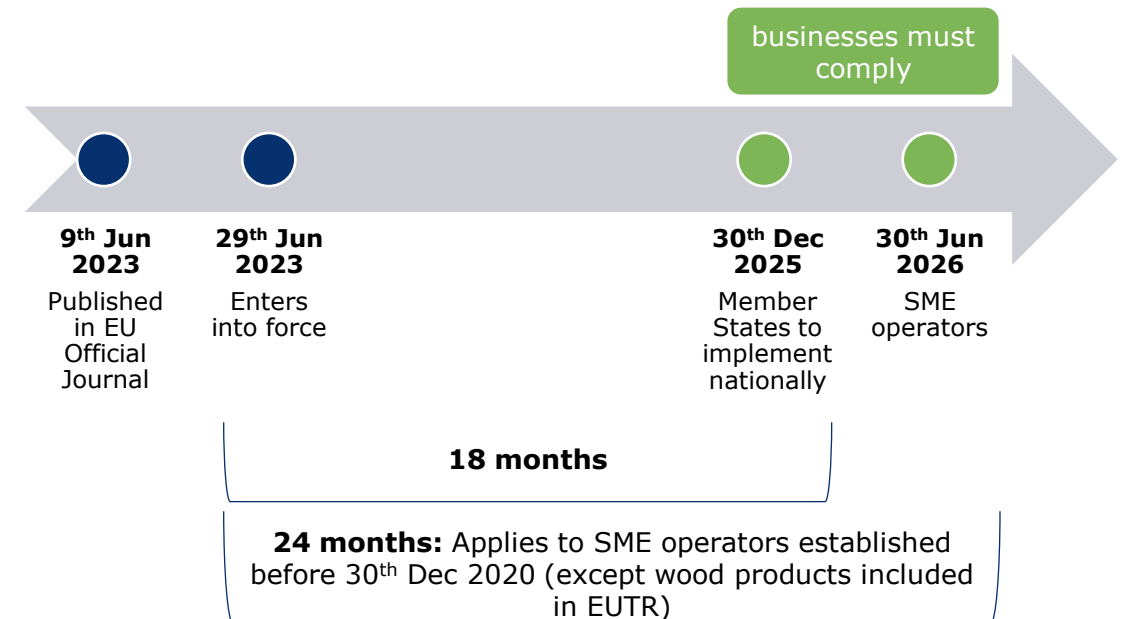 businesses must
comply
9th Jun
2023
Published
in EU
Official
Journal
29th Jun
2023
Enters
into force
30th Dec
2025
Member
States to
implement
nationally
30th Jun
2026
SME
operators
18 months
24 months: Applies to SME operators established
before 30th Dec 2020 (except wood products included
in EUTR)